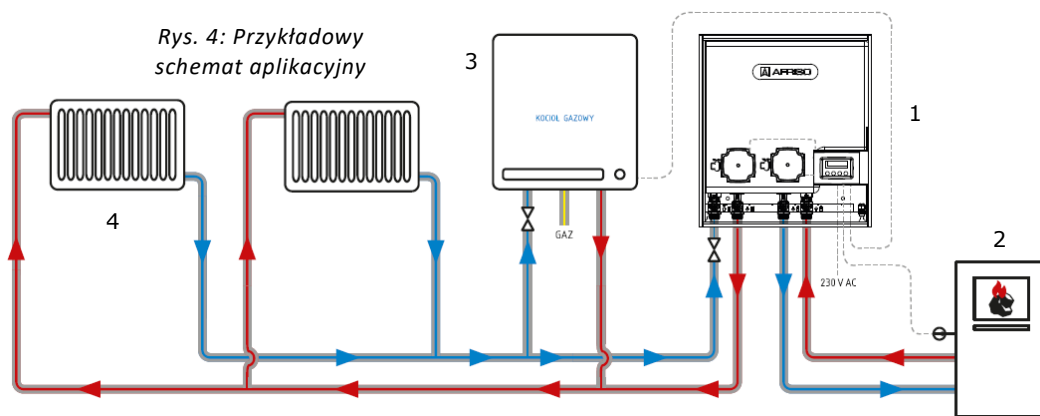 Rys. 4: Przykładowy
schemat aplikacyjny
3
KOCIOŁ GAZOWY
AFRISO
1
GAZ
4
230 V AC
2